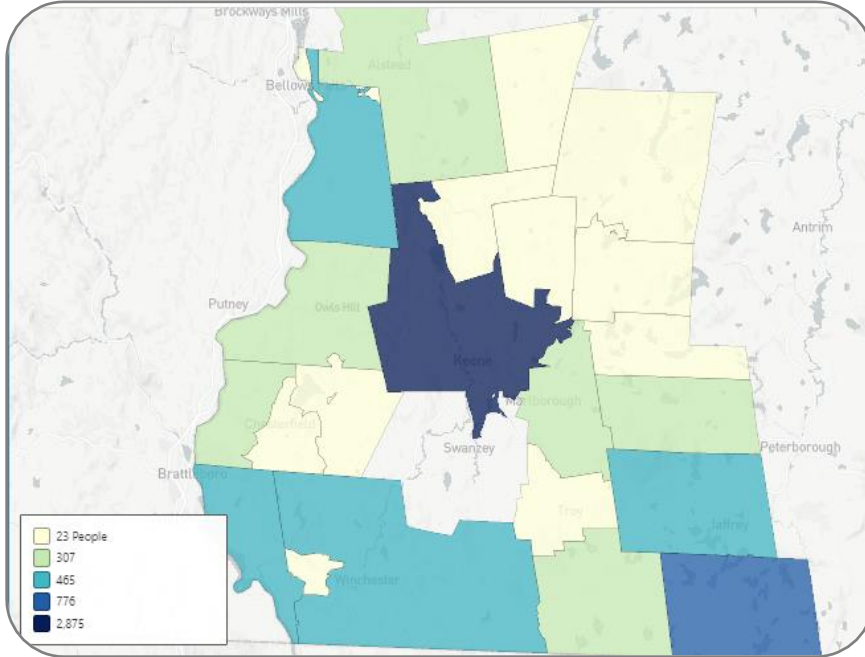 Brockways Mills
Alstead
Bellows Falls
Antrim
Putney
Owls Hill
Keene
Marlborough
Chesterfield
Swanzey
Peterborough
Brattleboro
Troy
Jaffrey
Winchester
23 People
307
465
776
2,875